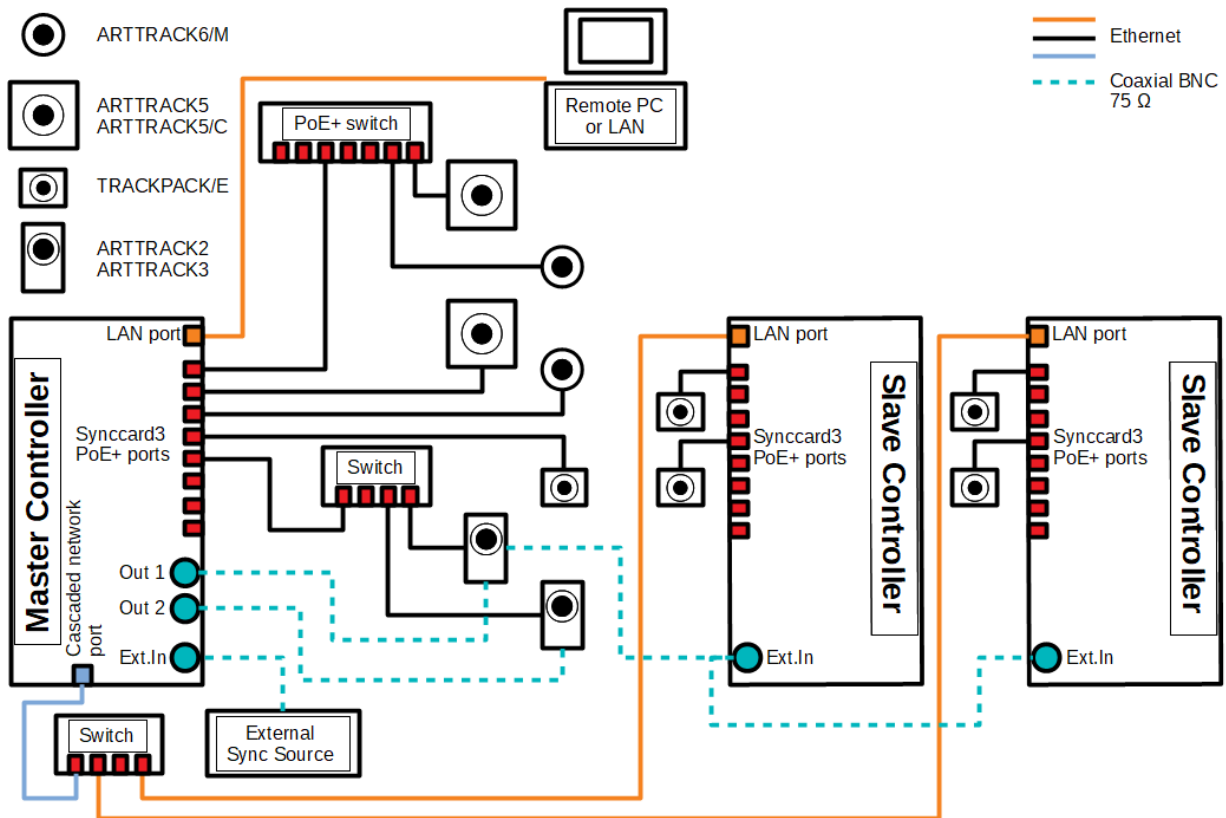 ARTTRACK6/M
ARTTRACK5
ARTTRACK5/C
TRACKPACK/E
ARTTRACK2
ARTTRACK3
PoE+ switch
Remote PC
or LAN
Ethernet
Coaxial BNC
75 Ω
Master Controller
LAN port
Synccard3
PoE+ ports
Cascaded network
port
Out 1
Out 2
Ext.In
Switch
Switch
External
Sync Source
LAN port
Synccard3
PoE+ ports
Slave Controller
Ext.In
LAN port
Synccard3
PoE+ ports
Slave Controller
Ext.In